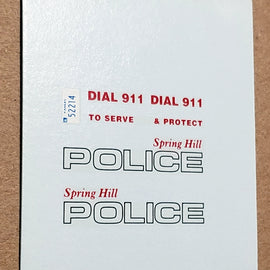 DIAL 911 DIAL 911
52214
TO SERVE & PROTECT
Spring Hill
POLICE
Spring Hill
POLICE